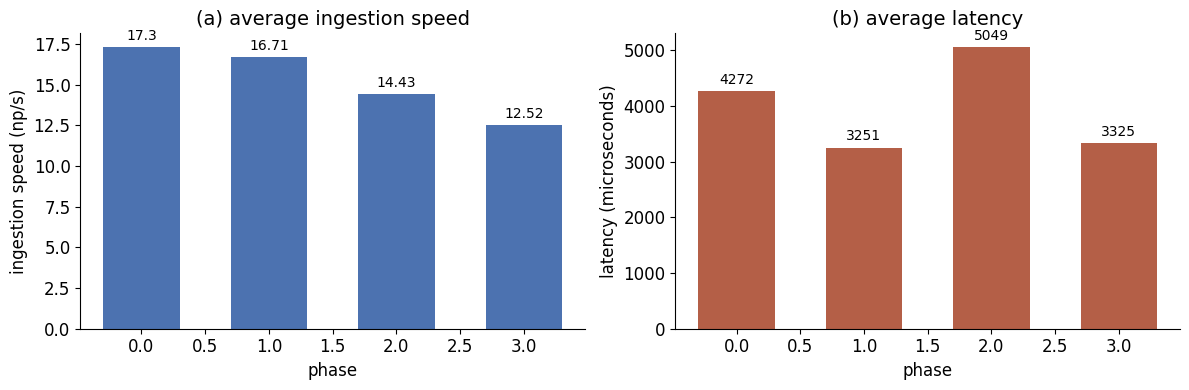 (a) average ingestion speed
ingestion speed (np/s)
17.5
15.0
12.5
10.0
7.5
5.0
2.5
0.0
17.3
16.71
14.43
12.52
0.0 0.5 1.0 1.5 2.0 2.5 3.0
phase
(b) average latency
latency (microseconds)
5000
4000
3000
2000
1000
0
4272
3251
5049
3325
0.0 0.5 1.0 1.5 2.0 2.5 3.0
phase